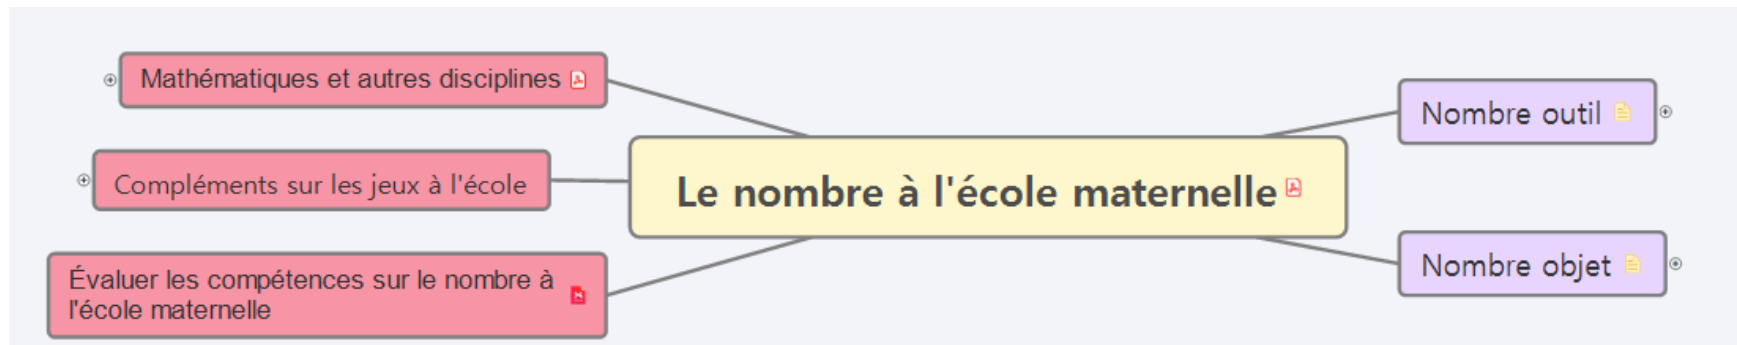 Mathématiques et autres disciplines
Compléments sur les jeux à l'école
Évaluer les compétences sur le nombre à
l'école maternelle
Le nombre à l'école maternelle
Nombre outil
Nombre objet